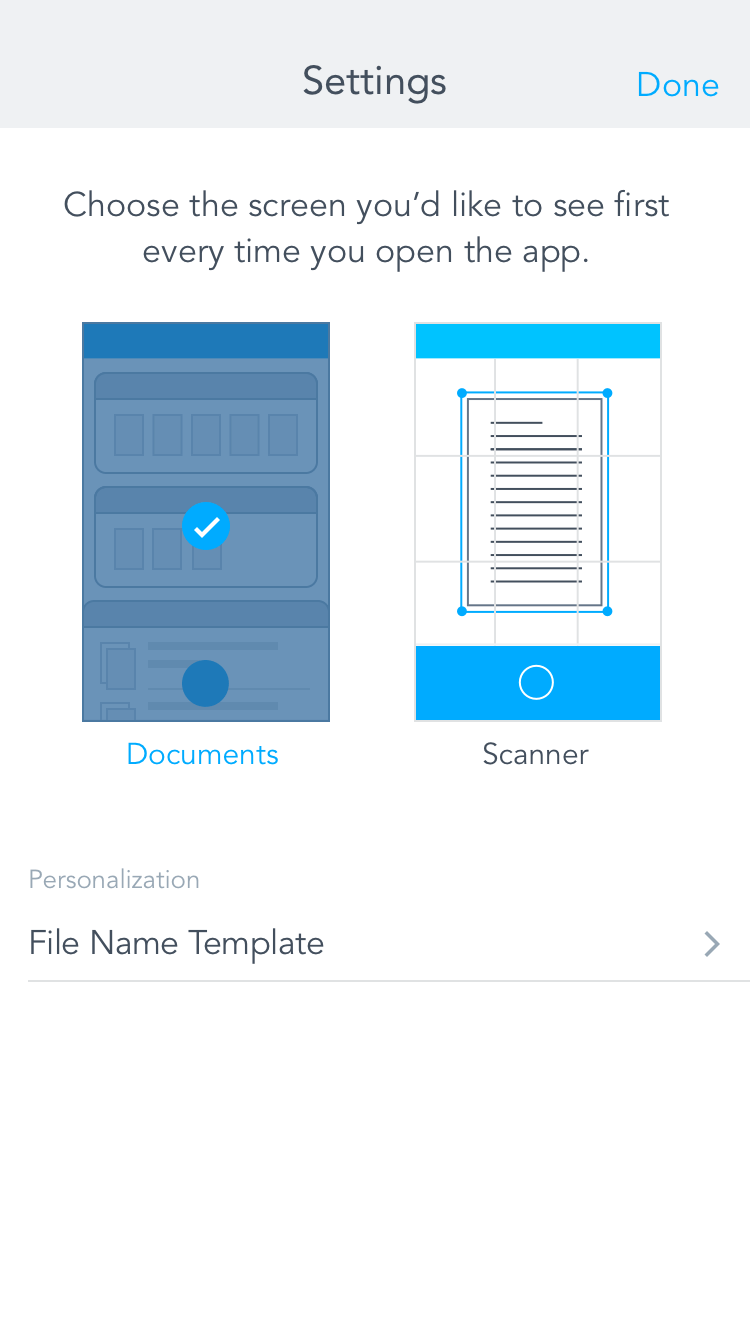 Settings
Done
Choose the screen you’d like to see first
every time you open the app.
Documents
Scanner
Personalization
File Name Template